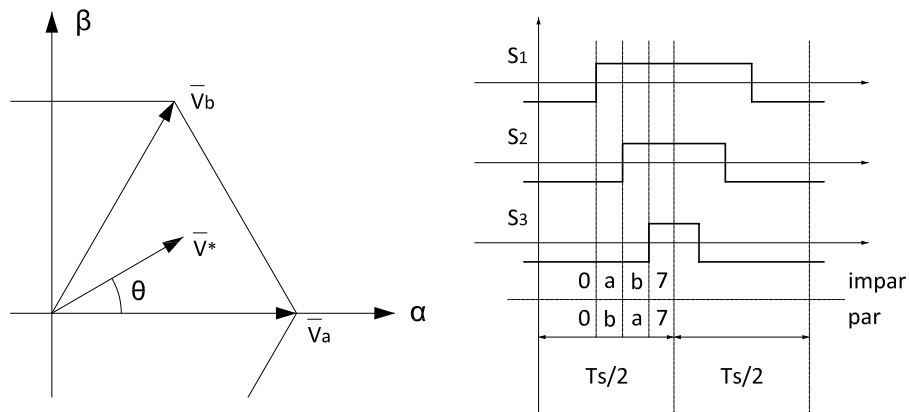 β
V̅b
V̅*
θ
α
V̅a
S1
S2
S3
0 a b 7 impar
0 b a 7 par
Ts/2 Ts/2